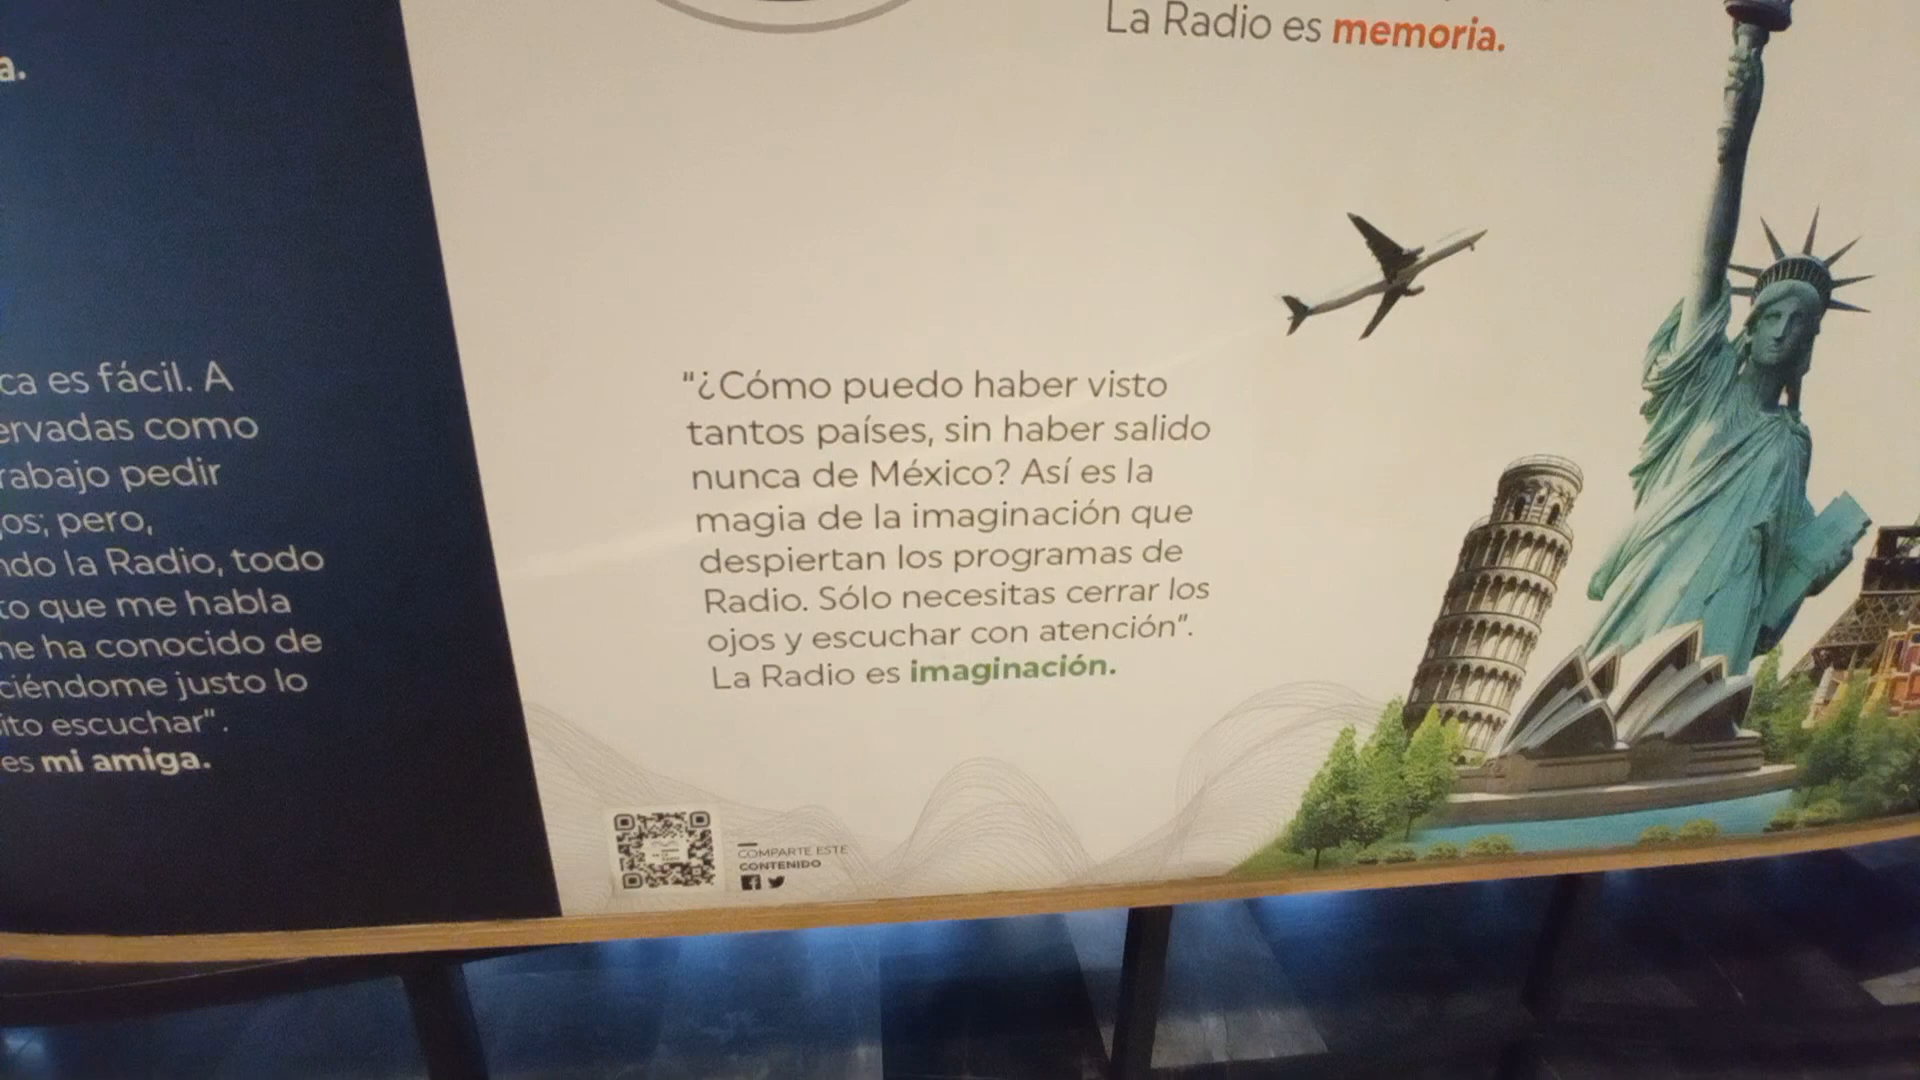 a.
ca es fácil. A
ervadas como
rabajo pedir
os; pero,
ndo la Radio, todo
to que me habla
me ha conocido de
ciéndome justo lo
ito escuchar".
es mi amiga.
La Radio es memoria.
"¿Cómo puedo haber visto
tantos países, sin haber salido
nunca de México? Así es la
magia de la imaginación que
despiertan los programas de
Radio. Sólo necesitas cerrar los
ojos y escuchar con atención".
La Radio es imaginación.
COMPARTE ESTE
CONTENIDO